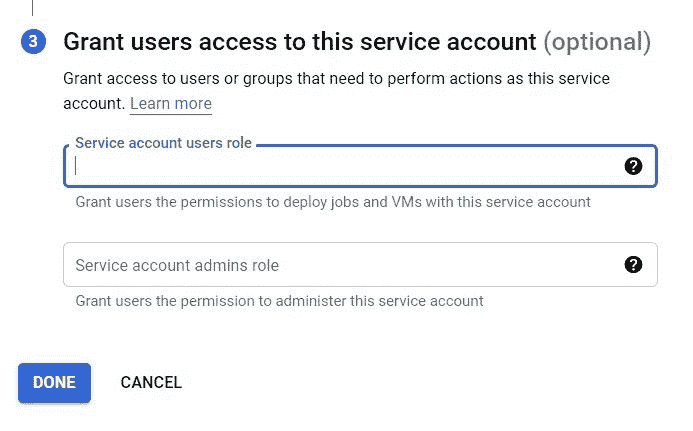 3 Grant users access to this service account (optional)
Grant access to users or groups that need to perform actions as this service
account. Learn more
Service account users role
?
Grant users the permissions to deploy jobs and VMs with this service account
Service account admins role ?
Grant users the permission to administer this service account
DONE CANCEL